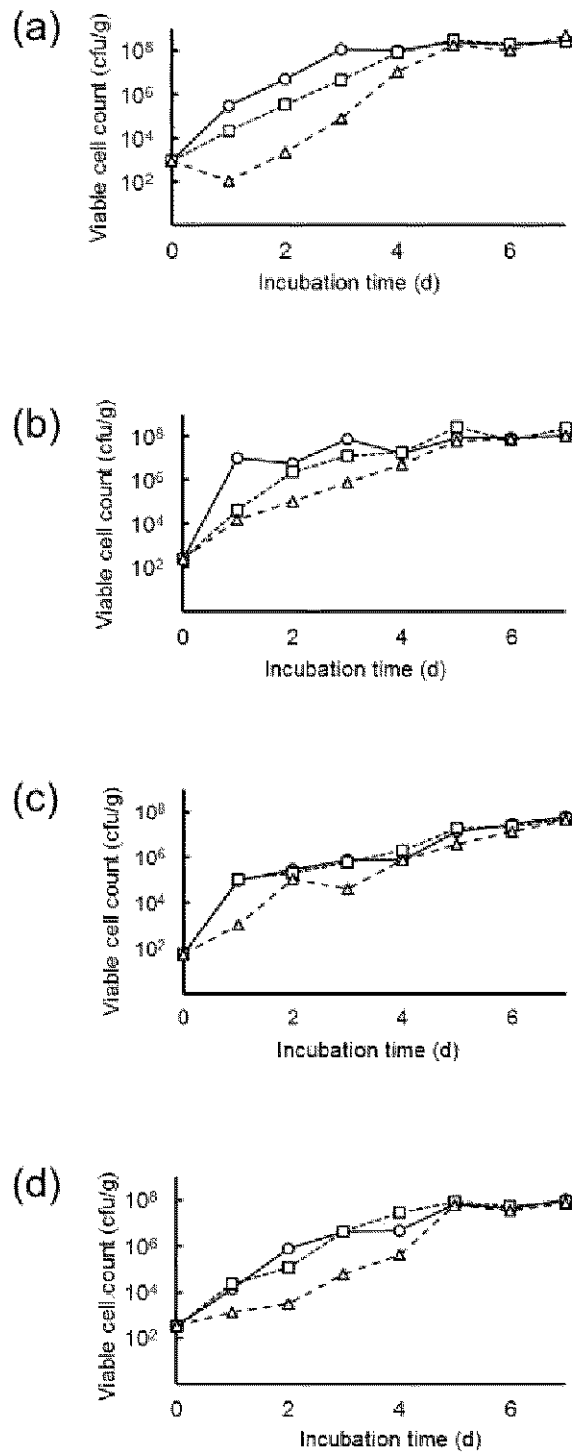 (a)
Viable cell count (cfu/g)
10⁸
10⁶
10⁴
10²
0 2 4 6
Incubation time (d)
(b)
Viable cell count (cfu/g)
10⁸
10⁶
10⁴
10²
0 2 4 6
Incubation time (d)
(c)
Viable cell count (cfu/g)
10⁸
10⁶
10⁴
10²
0 2 4 6
Incubation time (d)
(d)
Viable cell count (cfu/g)
10⁸
10⁶
10⁴
10²
0 2 4 6
Incubation time (d)